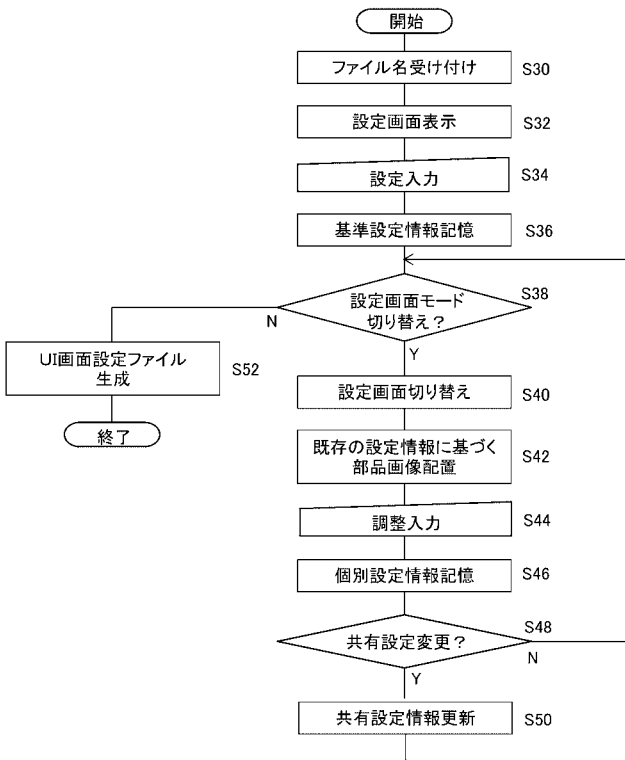 開始
ファイル名受け付け
S30
設定画面表示
S32
設定入力
S34
基準設定情報記憶
S36
設定画面モード
切り替え?
S38
N
Y
UI画面設定ファイル
生成
S52
終了
設定画面切り替え
S40
既存の設定情報に基づく
部品画像配置
S42
調整入力
S44
個別設定情報記憶
S46
共有設定変更?
S48
N
Y
共有設定情報更新
S50